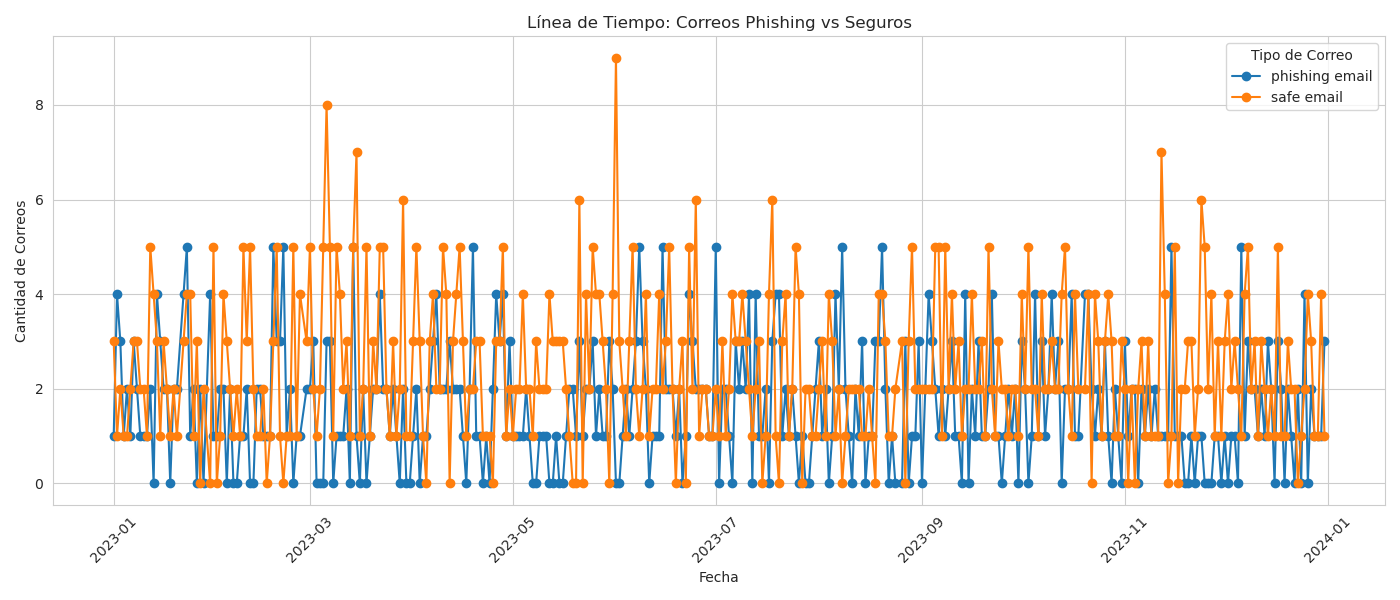 Línea de Tiempo: Correos Phishing vs Seguros
Tipo de Correo
phishing email
safe email
Cantidad de Correos
8
6
4
2
0
2023-01
2023-03
2023-05
2023-07
2023-09
2023-11
2024-01
Fecha